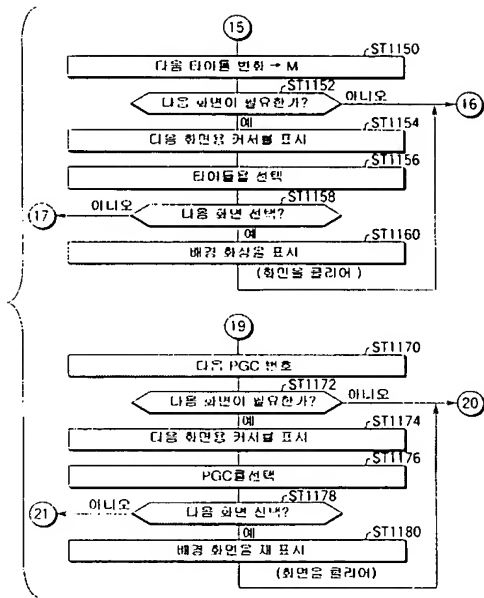 15
ST1150
다음 타이틀 번호 → M
ST1152
다음 화면이 필요한가?
아니오
16
예
ST1154
다음 화면용 커서를 표시
ST1156
타이틀을 선택
ST1158
아니오
17
다음 화면 선택?
예
ST1160
배경 화상을 표시
(화면을 클리어)
19
ST1170
다음 PGC 번호
ST1172
다음 화면이 필요한가?
아니오
20
예
ST1174
다음 화면용 커서를 표시
ST1176
PGC를선택
ST1178
아니오
21
다음 화면 선택?
예
ST1180
배경 화면을 재 표시
(화면을 클리어)